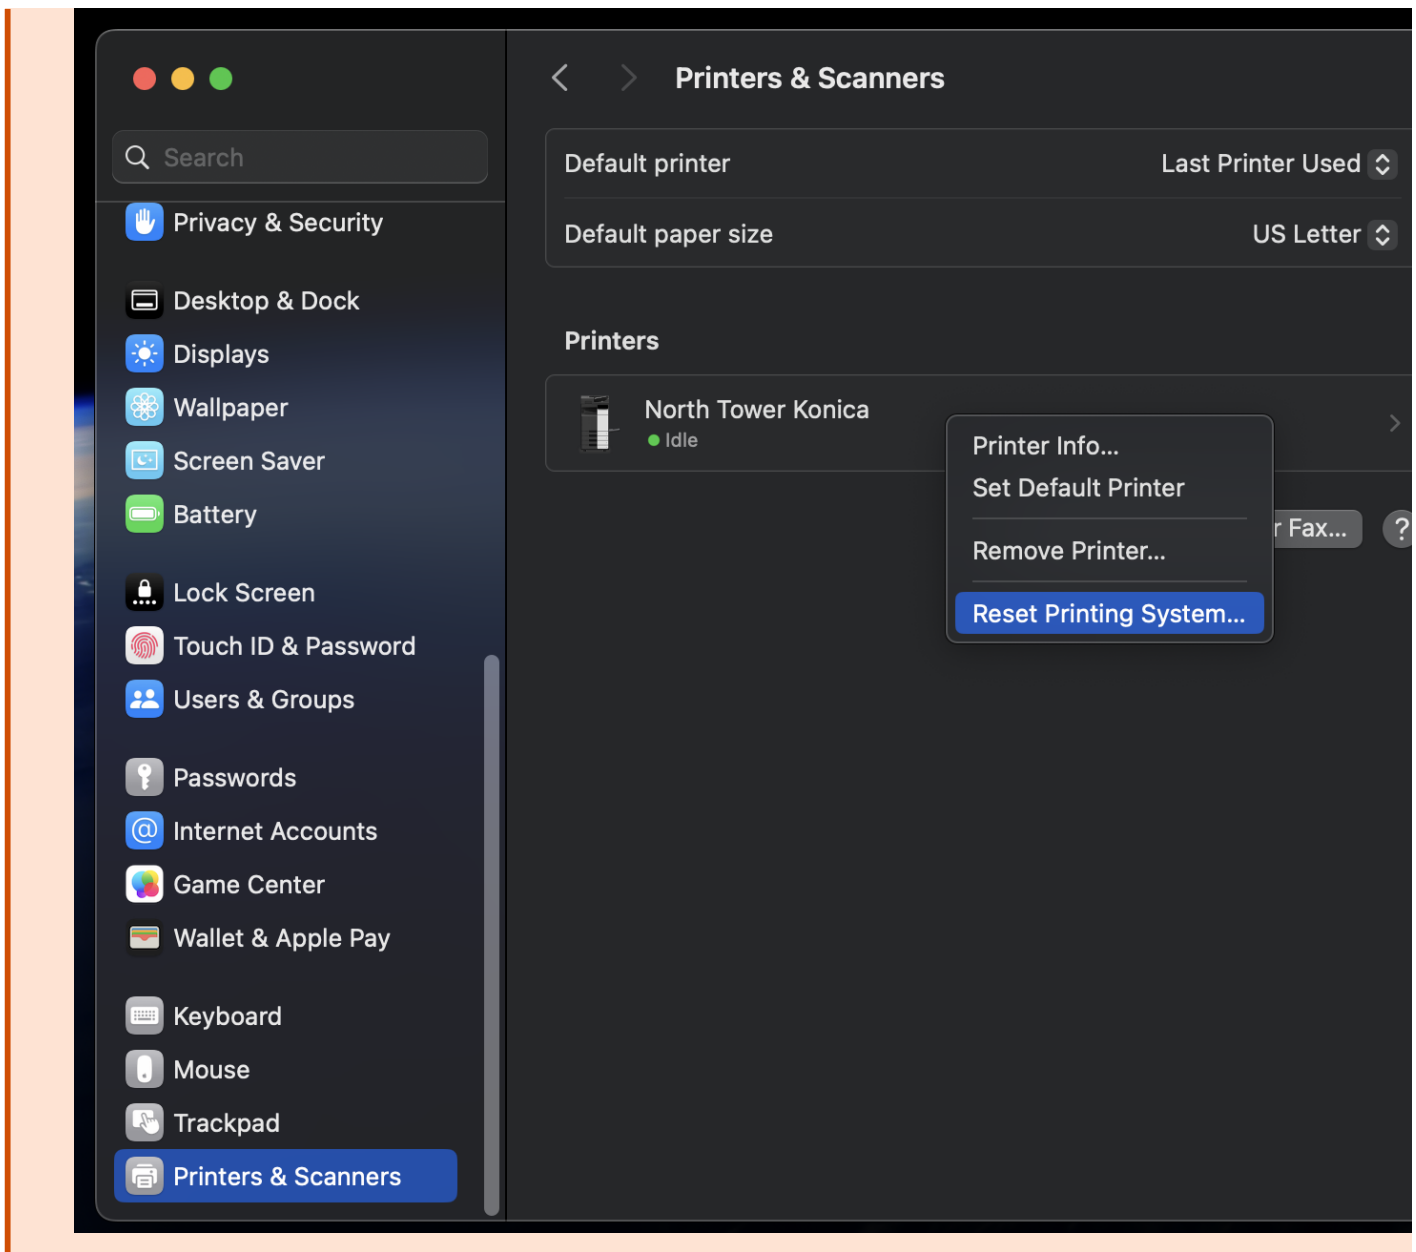 Search
Privacy & Security
Desktop & Dock
Displays
Wallpaper
Screen Saver
Battery
Lock Screen
Touch ID & Password
Users & Groups
Passwords
Internet Accounts
Game Center
Wallet & Apple Pay
Keyboard
Mouse
Trackpad
Printers & Scanners
Printers & Scanners
Default printer Last Printer Used
Default paper size US Letter
Printers
North Tower Konica
Idle
Printer Info...
Set Default Printer
Remove Printer...
Reset Printing System...
r Fax... ?